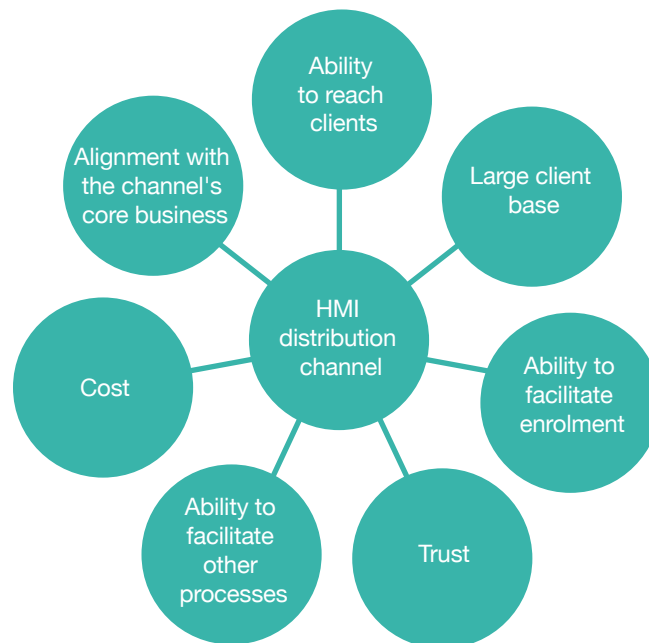 Ability
to reach
clients
Large client
base
Ability to
facilitate
enrolment
Trust
Ability to
facilitate
other
processes
Cost
Alignment with
the channel's
core business
HMI
distribution
channel